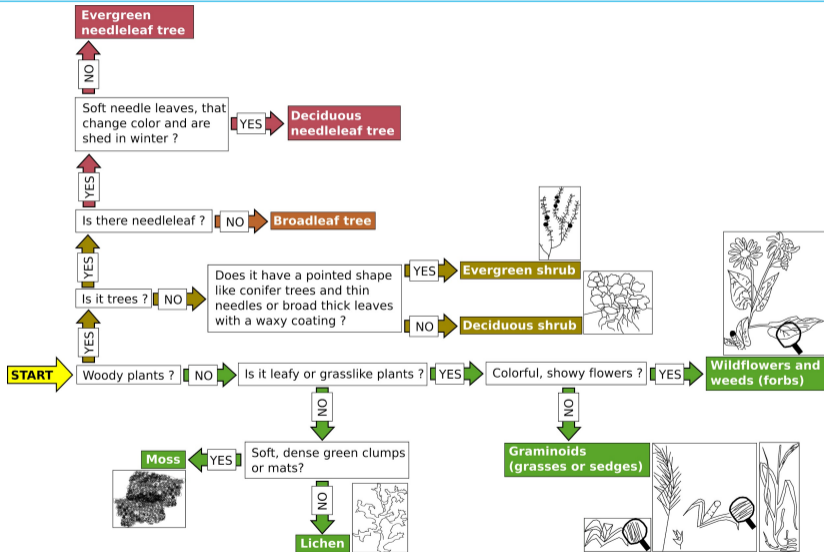 Evergreen
needleleaf tree
NO
Soft needle leaves, that
change color and are
shed in winter ?
YES
Deciduous
needleleaf tree
YES
Is there needleleaf ?
NO
Broadleaf tree
YES
Is it trees ?
NO
Does it have a pointed shape
like conifer trees and thin
needles or broad thick leaves
with a waxy coating ?
YES
Evergreen shrub
NO
Deciduous shrub
YES
START
Woody plants ?
NO
Is it leafy or grasslike plants ?
YES
Colorful, showy flowers ?
YES
Wildflowers and
weeds (forbs)
NO
NO
Moss
YES
Soft, dense green clumps
or mats?
Graminoids
(grasses or sedges)
NO
Lichen